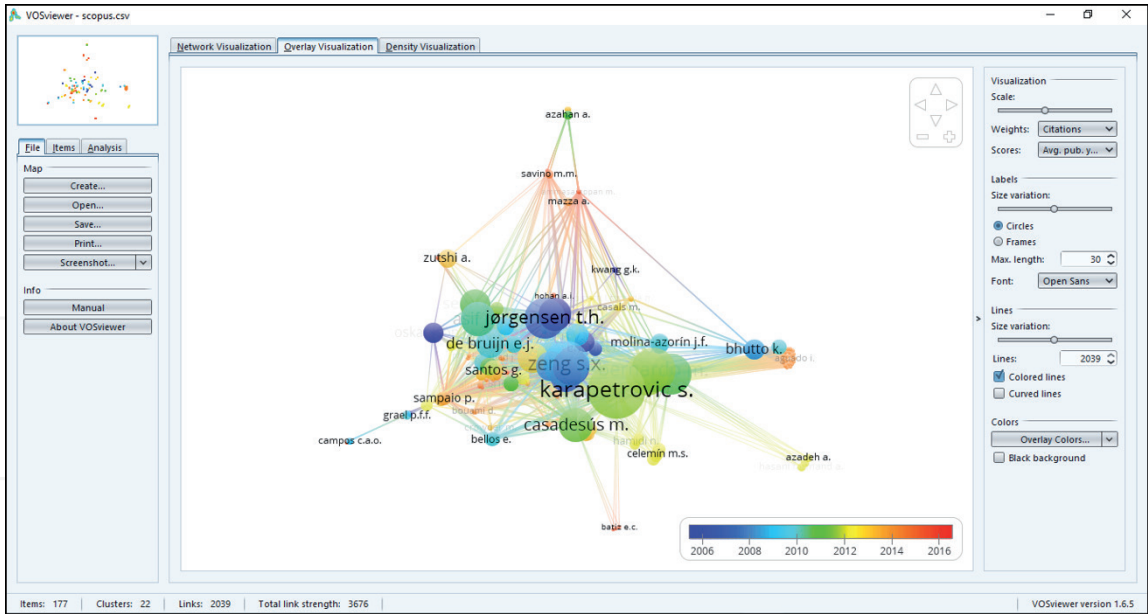 VOSviewer - scopus.csv
Network Visualization
Overlay Visualization
Density Visualization
File
Items
Analysis
Map
Create...
Open...
Save...
Print...
Screenshot...
Info
Manual
About VOSviewer
azahan a.
savino m.m.
mazza a.
zutshi a.
kwang g.k.
hohan a.i.
casals m.
jørgensen t.h.
de bruijn e.j.
molina-azorín j.f.
bhutto k.
agudo i.
zeng s.x.
santos g.
karapetrovic s.
sampaio p.
bouami d.
grael p.f.f.
casadesús m.
campos c.a.o.
bellos e.
hamidi n.
celemín m.s.
azadeh a.
batiz e.c.
2006 2008 2010 2012 2014 2016
Visualization
Scale:
Weights: Citations
Scores: Avg. pub. y...
Labels
Size variation:
Circles
Frames
Max. length: 30
Font: Open Sans
Lines
Size variation:
Lines: 2039
Colored lines
Curved lines
Colors
Overlay Colors...
Black background
Items: 177 Clusters: 22 Links: 2039 Total link strength: 3676
VOSviewer version 1.6.5